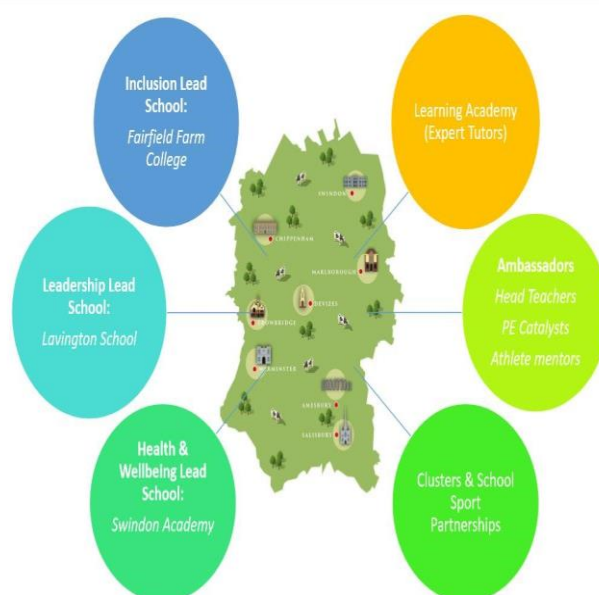 Inclusion Lead
School:
Fairfield Farm
College
Learning Academy
(Expert Tutors)
Leadership Lead
School:
Lavington School
Ambassadors
Head Teachers
PE Catalysts
Athlete mentors
Health &
Wellbeing Lead
School:
Swindon Academy
Clusters & School
Sport
Partnerships
SWINDON
CHIPPENHAM
MARLBOROUGH
DEVIZES
AMESBURY
SALISBURY